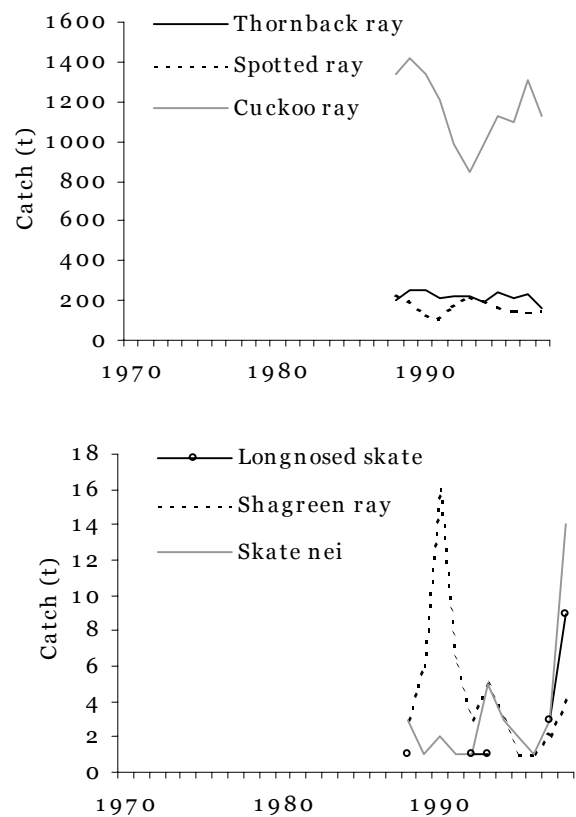 1600
1400
1200
1000
800
600
400
200
0
Catch (t)
Thornback ray
Spotted ray
Cuckoo ray
1970 1980 1990
18
16
14
12
10
8
6
4
2
0
Catch (t)
Longnosed skate
Shagreen ray
Skate nei
1970 1980 1990